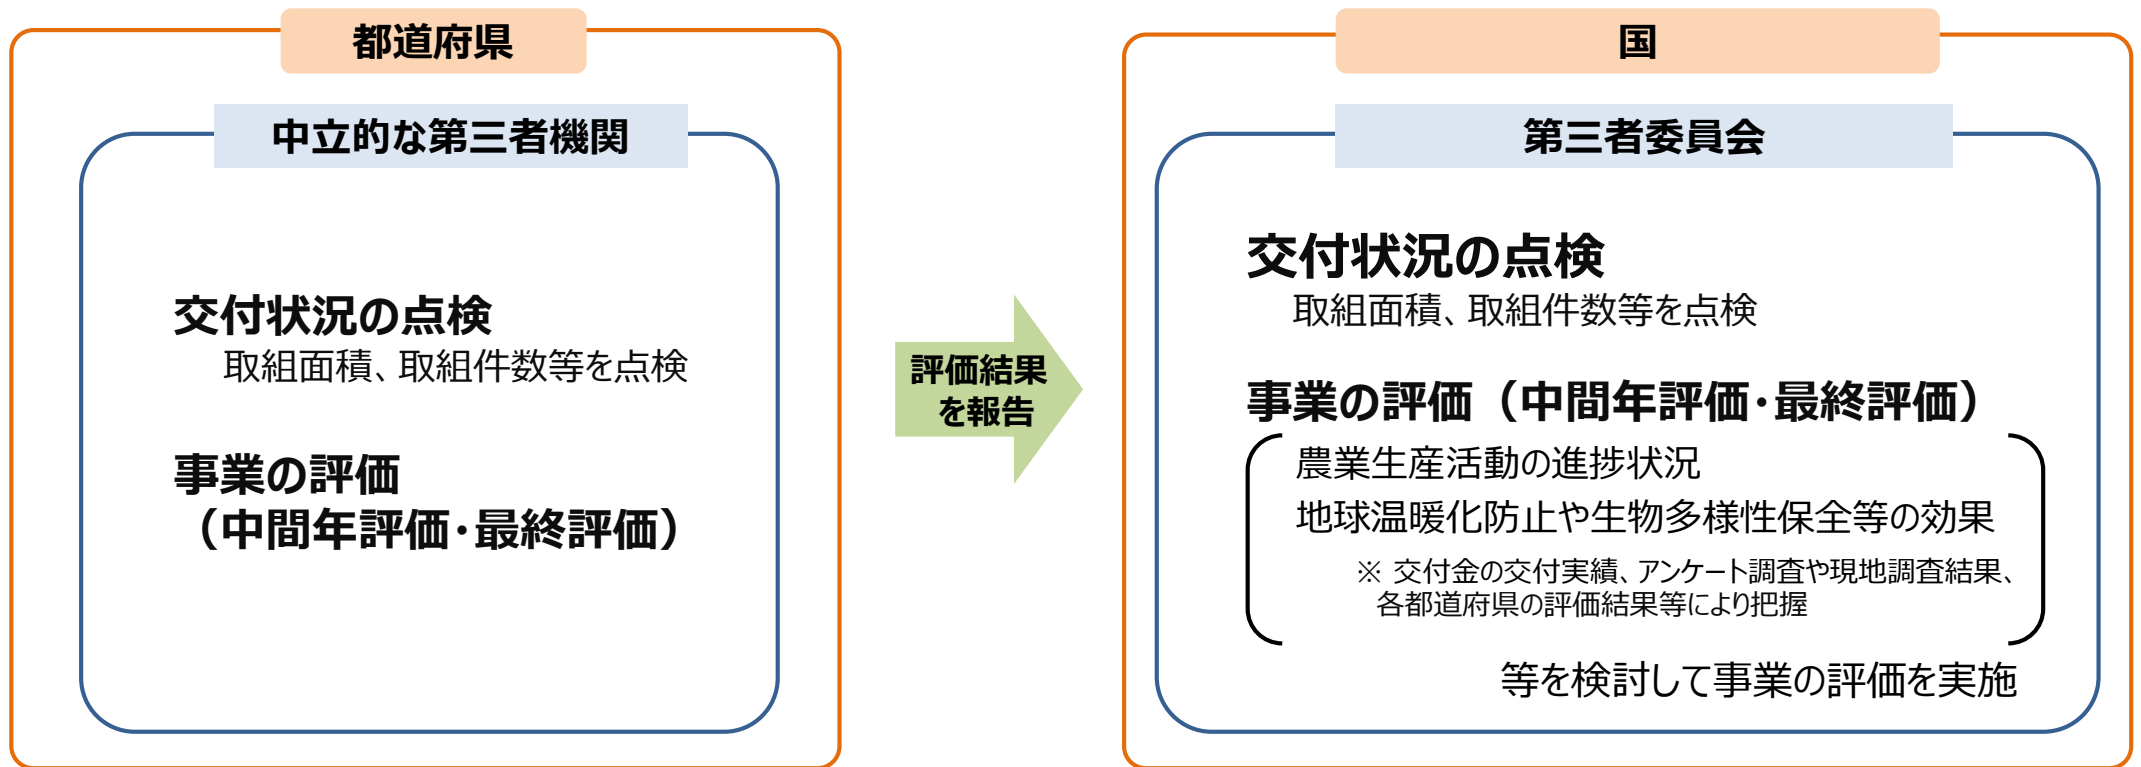 都道府県
中立的な第三者機関
交付状況の点検
取組面積、取組件数等を点検
事業の評価
（中間年評価・最終評価）
評価結果
を報告
国
第三者委員会
交付状況の点検
取組面積、取組件数等を点検
事業の評価（中間年評価・最終評価）
農業生産活動の進捗状況
地球温暖化防止や生物多様性保全等の効果
※ 交付金の交付実績、アンケート調査や現地調査結果、
各都道府県の評価結果等により把握
等を検討して事業の評価を実施